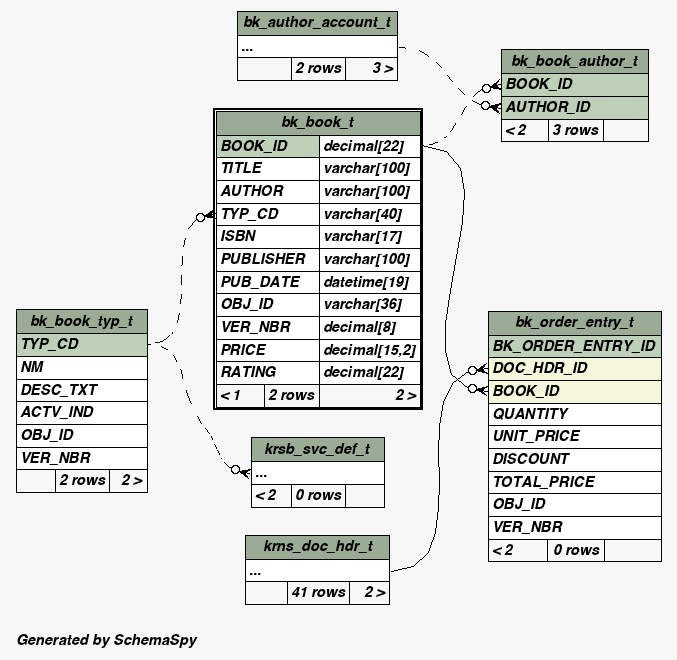 bk_author_account_t
...
2 rows 3 >
bk_book_author_t
BOOK_ID
AUTHOR_ID
< 2 3 rows
bk_book_t
BOOK_ID decimal[22]
TITLE varchar[100]
AUTHOR varchar[100]
TYP_CD varchar[40]
ISBN varchar[17]
PUBLISHER varchar[100]
PUB_DATE datetime[19]
OBJ_ID varchar[36]
VER_NBR decimal[8]
PRICE decimal[15,2]
RATING decimal[22]
< 1 2 rows 2 >
bk_book_typ_t
TYP_CD
NM
DESC_TXT
ACTV_IND
OBJ_ID
VER_NBR
2 rows 2 >
bk_order_entry_t
BK_ORDER_ENTRY_ID
DOC_HDR_ID
BOOK_ID
QUANTITY
UNIT_PRICE
DISCOUNT
TOTAL_PRICE
OBJ_ID
VER_NBR
< 2 0 rows
krsb_svc_def_t
...
< 2 0 rows
krns_doc_hdr_t
...
41 rows 2 >
Generated by SchemaSpy